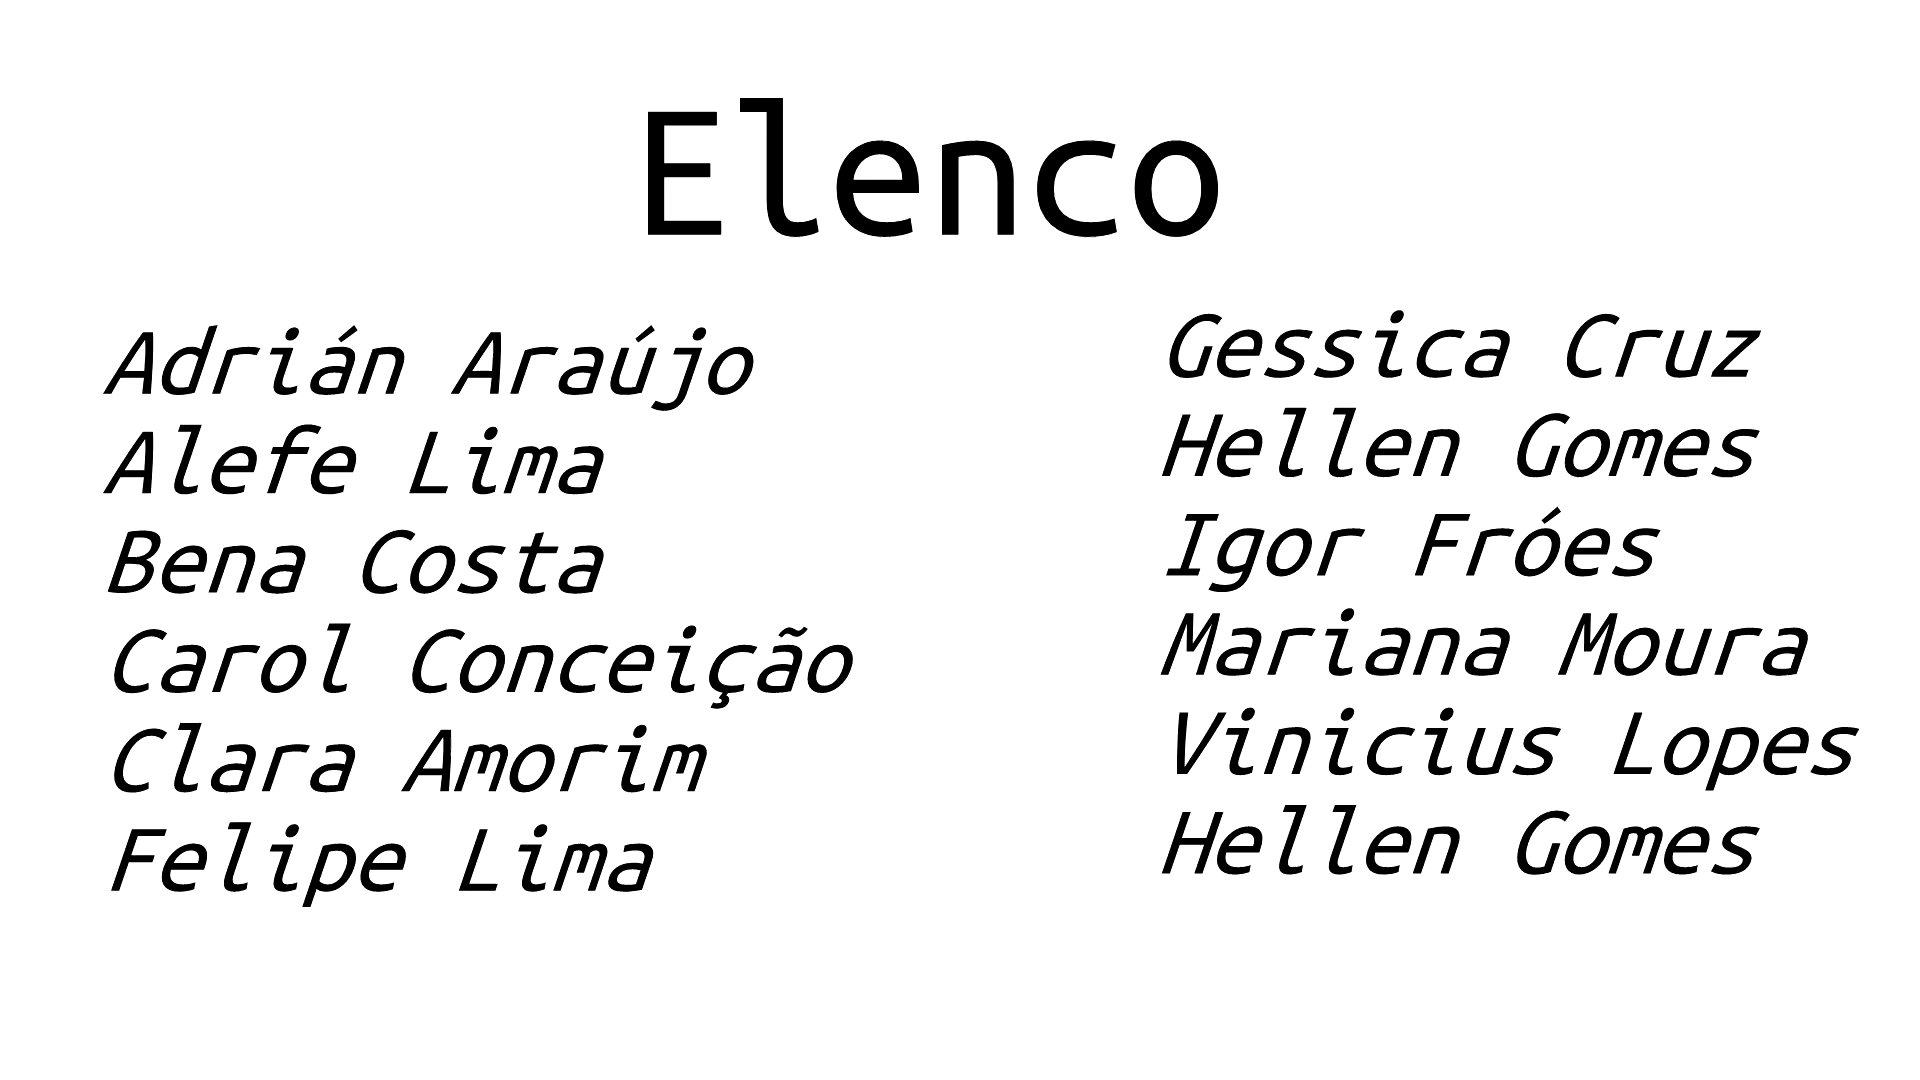 Elenco
Adrián Araújo
Alefe Lima
Bena Costa
Carol Conceição
Clara Amorim
Felipe Lima
Gessica Cruz
Hellen Gomes
Igor Fróes
Mariana Moura
Vinicius Lopes
Hellen Gomes